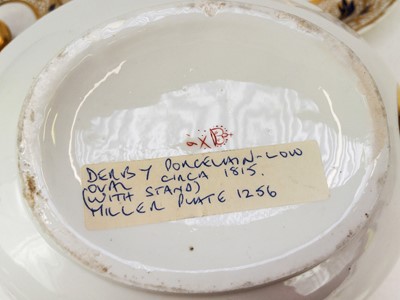 DERBY PORCELAIN-LOW
OVAL CIRCA 1815.
(WITH STAND)
MILLER PLATE 1256